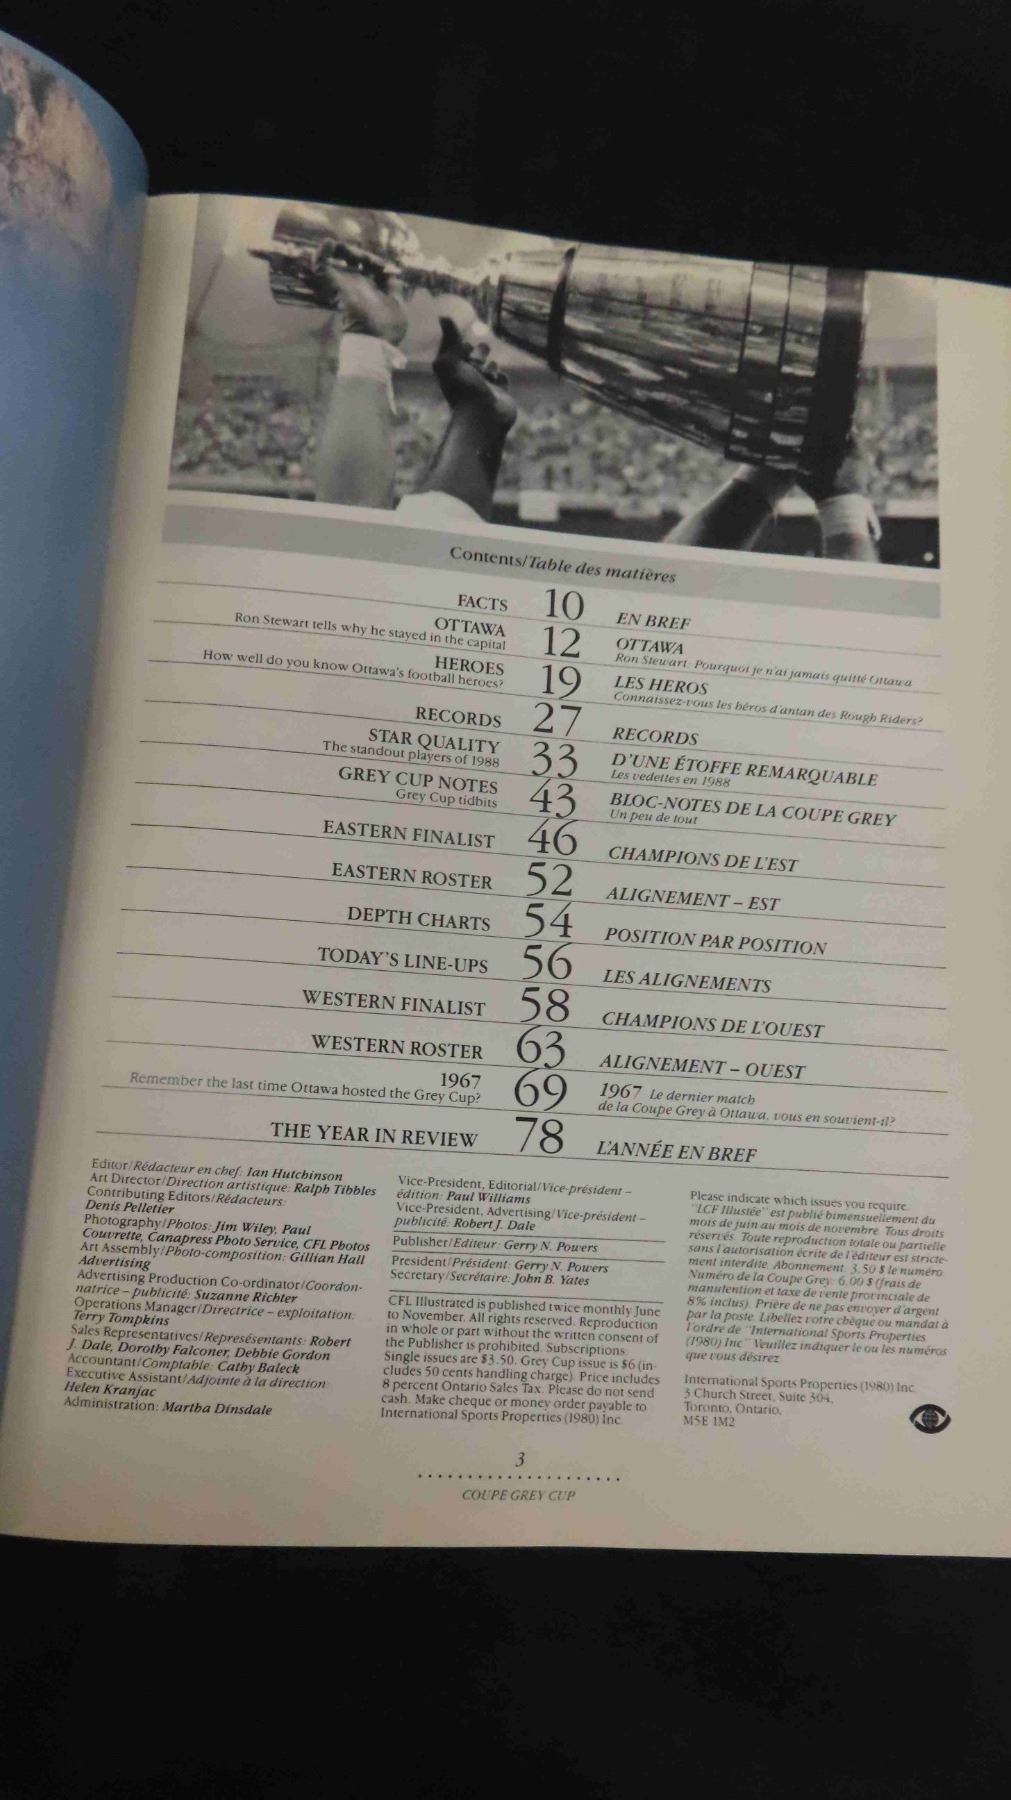 Contents/Table des matières
FACTS 10 EN BREF
OTTAWA 12 OTTAWA
Ron Stewart tells why he stayed in the capital
Ron Stewart: Pourquoi je n'ai jamais quitté Ottawa
HEROES 19 LES HEROS
How well do you know Ottawa's football heroes?
Connaissez-vous les héros d'antan des Rough Riders?
RECORDS 27 RECORDS
STAR QUALITY 33 D'UNE ÉTOFFE REMARQUABLE
The standout players of 1988
Les vedettes en 1988
GREY CUP NOTES 43 BLOC-NOTES DE LA COUPE GREY
Grey Cup tidbits
Un peu de tout
EASTERN FINALIST 46 CHAMPIONS DE L'EST
EASTERN ROSTER 52 ALIGNEMENT – EST
DEPTH CHARTS 54 POSITION PAR POSITION
TODAY'S LINE-UPS 56 LES ALIGNEMENTS
WESTERN FINALIST 58 CHAMPIONS DE L'OUEST
WESTERN ROSTER 63 ALIGNEMENT – OUEST
1967 69 1967 Le dernier match
Remember the last time Ottawa hosted the Grey Cup?
de la Coupe Grey à Ottawa, vous en souvient-il?
THE YEAR IN REVIEW 78 L'ANNÉE EN BREF
Editor/Rédacteur en chef: Ian Hutchinson
Art Director/Direction artistique: Ralph Tibbles
Contributing Editors/Rédacteurs:
Denis Pelletier
Photography/Photos: Jim Wiley, Paul
Couvrette, Canapress Photo Service, CFL Photos
Art Assembly/Photo-composition: Gillian Hall
Advertising
Advertising Production Co-ordinator/Coordon-
natrice – publicité: Suzanne Richter
Operations Manager/Directrice – exploitation:
Terry Tompkins
Sales Representatives/Represésentants: Robert
J. Dale, Dorothy Falconer, Debbie Gordon
Accountant/Comptable: Cathy Baleck
Executive Assistant/Adjointe à la direction:
Helen Kranjac
Administration: Martha Dinsdale
Vice-President, Editorial/Vice-président –
édition: Paul Williams
Vice-President, Advertising/Vice-président –
publicité: Robert J. Dale
Publisher/Editeur: Gerry N. Powers
President/Président: Gerry N. Powers
Secretary/Secrétaire: John B. Yates
CFL Illustrated is published twice monthly June
to November. All rights reserved. Reproduction
in whole or part without the written consent of
the Publisher is prohibited. Subscriptions:
Single issues are $3.50. Grey Cup issue is $6 (in-
cludes 50 cents handling charge). Price includes
8 percent Ontario Sales Tax. Please do not send
cash. Make cheque or money order payable to
International Sports Properties (1980) Inc.
Please indicate which issues you require.
"LCF Illustée" est publié bimensuellement du
mois de juin au mois de novembre. Tous droits
réservés. Toute reproduction totale ou partielle
sans l'autorisation écrite de l'éditeur est stricte-
ment interdite. Abonnement: 3,50 $ le numéro.
Numéro de la Coupe Grey: 6,00 $ (frais de
manutention et taxe de vente provinciale de
8% inclus). Prière de ne pas envoyer d'argent
par la poste. Libellez votre chèque ou mandat à
l'ordre de "International Sports Properties
(1980) Inc." Veuillez indiquer le ou les numéros
que vous désirez.
International Sports Properties (1980) Inc.
3 Church Street, Suite 304,
Toronto, Ontario,
M5E 1M2
3
COUPE GREY CUP